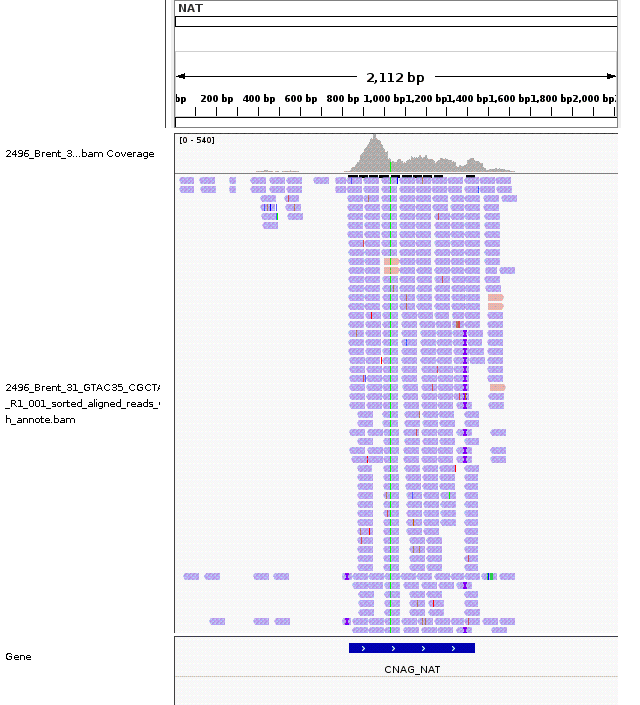 NAT
2,112 bp
bp 200 bp 400 bp 600 bp 800 bp 1,000 bp 1,200 bp 1,400 bp 1,600 bp 1,800 bp 2,000 bp
[0 - 540]
2496_Brent_3...bam Coverage
2496_Brent_31_GTAC35_CGCTA
_R1_001_sorted_aligned_reads_
h_annote.bam
Gene
CNAG_NAT